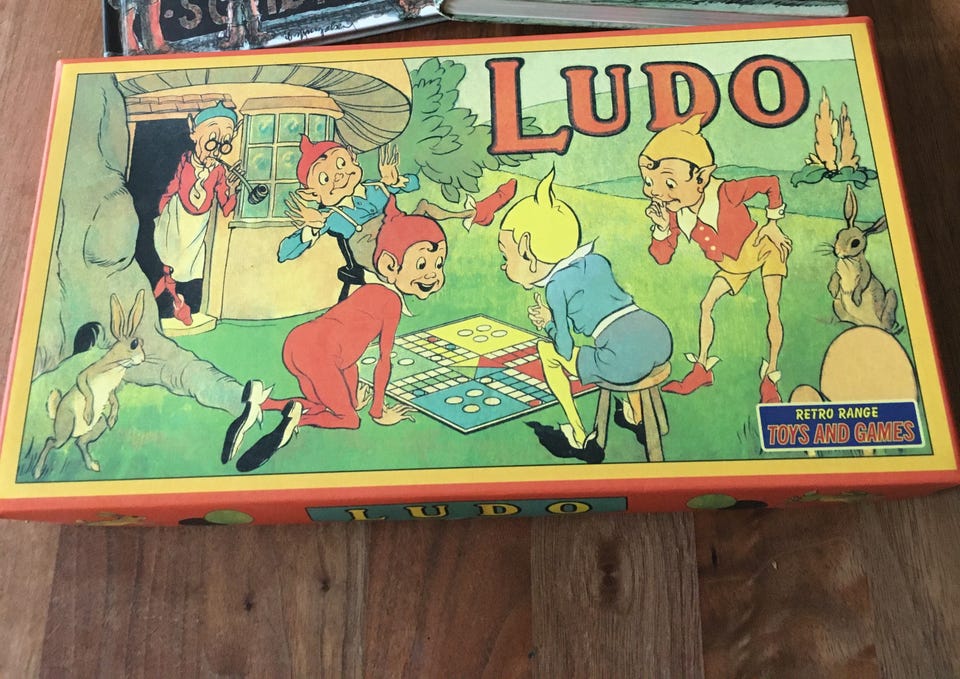 LUDO
RETRO RANGE
TOYS AND GAMES
LUDO